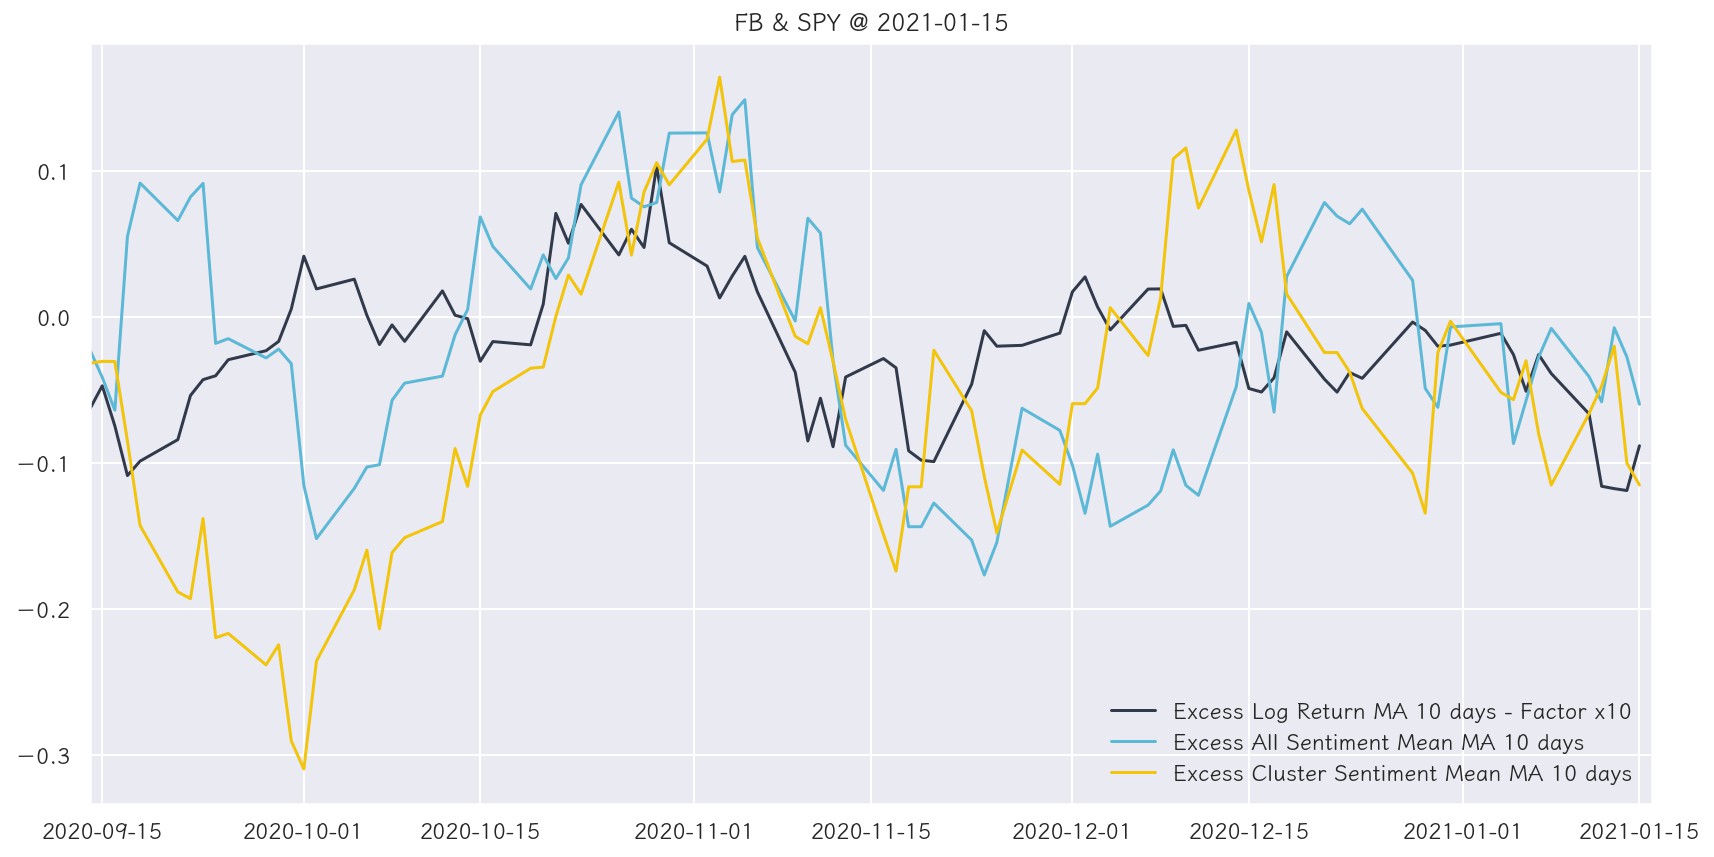 FB & SPY @ 2021-01-15
0.1
0.0
−0.1
−0.2
−0.3
Excess Log Return MA 10 days - Factor x10
Excess All Sentiment Mean MA 10 days
Excess Cluster Sentiment Mean MA 10 days
2020-09-15 2020-10-01 2020-10-15 2020-11-01 2020-11-15 2020-12-01 2020-12-15 2021-01-01 2021-01-15